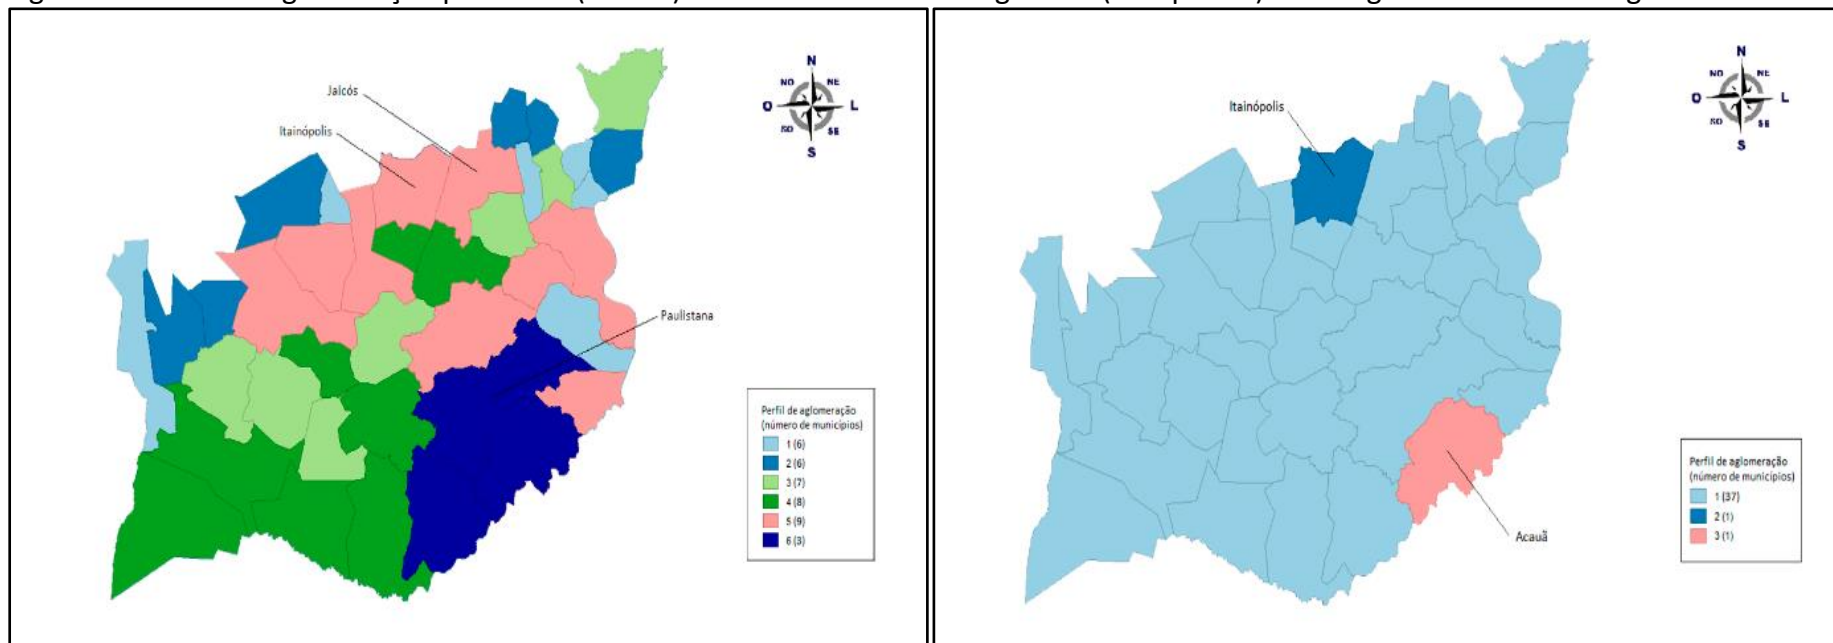 Jalcós
Itainópolis
Paulistana
N
NO
NE
O
L
SO
SE
S
Perfil de aglomeração
(número de municípios)
1 (6)
2 (6)
3 (7)
4 (8)
5 (9)
6 (3)
Itainópolis
Acauã
N
NO
NE
O
L
SO
SE
S
Perfil de aglomeração
(número de municípios)
1 (37)
2 (1)
3 (1)